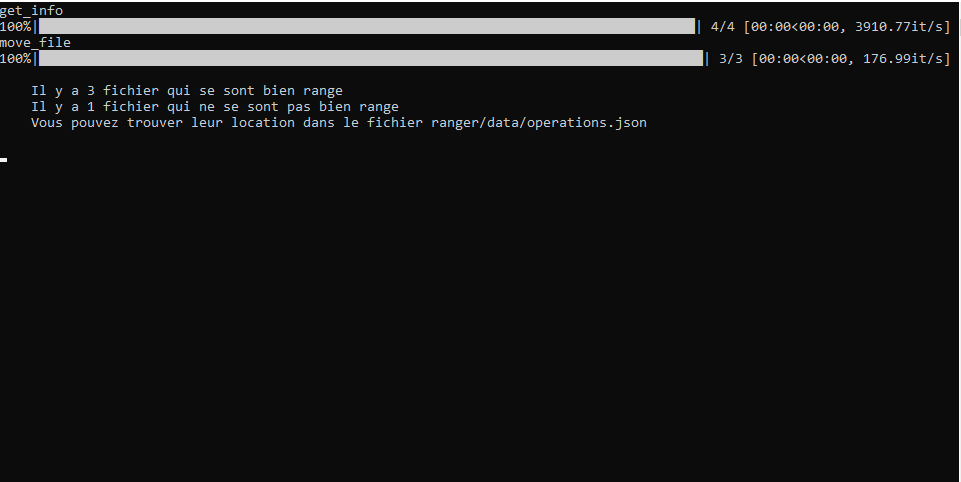 get_info
100%|██████████| 4/4 [00:00<00:00, 3910.77it/s]
move_file
100%|██████████| 3/3 [00:00<00:00, 176.99it/s]
Il y a 3 fichier qui se sont bien range
Il y a 1 fichier qui ne se sont pas bien range
Vous pouvez trouver leur location dans le fichier ranger/data/operations.json